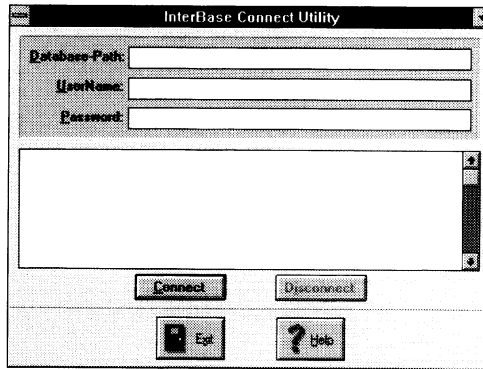 InterBase Connect Utility
Database-Path:
UserName:
Password:
Connect Disconnect
Exit Help